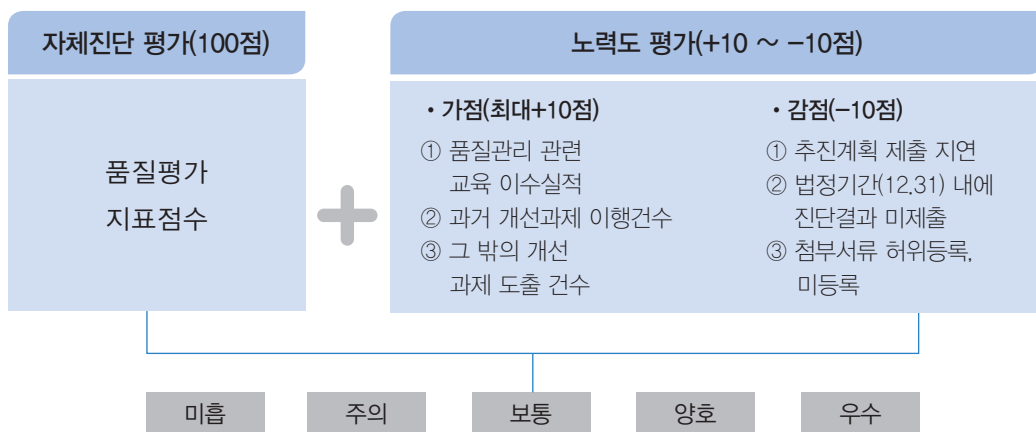 자체진단 평가(100점)
노력도 평가(+10 ~ -10점)
품질평가
지표점수
• 가점(최대+10점)
① 품질관리 관련
교육 이수실적
② 과거 개선과제 이행건수
③ 그 밖의 개선
과제 도출 건수
• 감점(-10점)
① 추진계획 제출 지연
② 법정기간(12.31) 내에
진단결과 미제출
③ 첨부서류 허위등록,
미등록
미흡
주의
보통
양호
우수